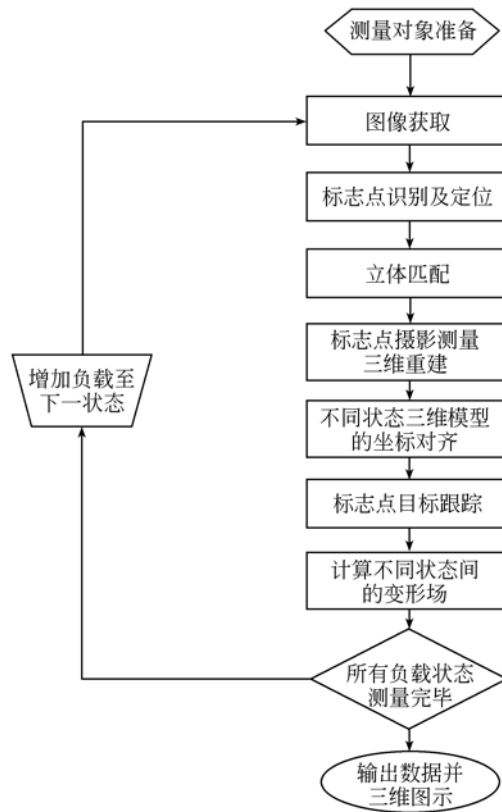 测量对象准备
图像获取
标志点识别及定位
立体匹配
标志点摄影测量
三维重建
增加负载至
下一状态
不同状态三维模型
的坐标对齐
标志点目标跟踪
计算不同状态间
的变形场
所有负载状态
测量完毕
输出数据并
三维图示